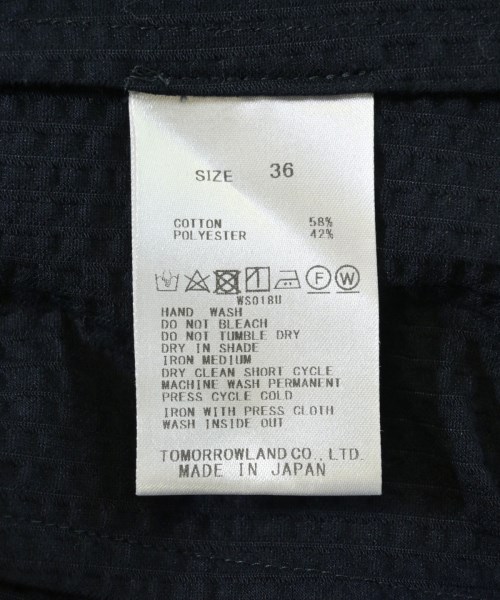 SIZE 36
COTTON 58%
POLYESTER 42%
F W
WS018U
HAND WASH
DO NOT BLEACH
DO NOT TUMBLE DRY
DRY IN SHADE
IRON MEDIUM
DRY CLEAN SHORT CYCLE
MACHINE WASH PERMANENT
PRESS CYCLE COLD
IRON WITH PRESS CLOTH
WASH INSIDE OUT
TOMORROWLAND CO., LTD.
MADE IN JAPAN